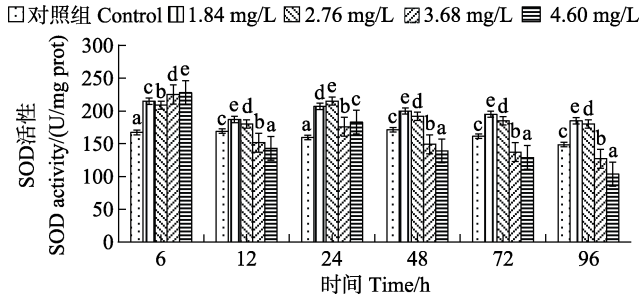 对照组 Control 1.84 mg/L 2.76 mg/L 3.68 mg/L 4.60 mg/L
SOD活性
SOD activity/(U/mg prot)
300
250
200
150
100
50
0
a c b d e
c e d b a
a d e b c
c e d b a
c e d b a
c e d b a
6 12 24 48 72 96
时间 Time/h